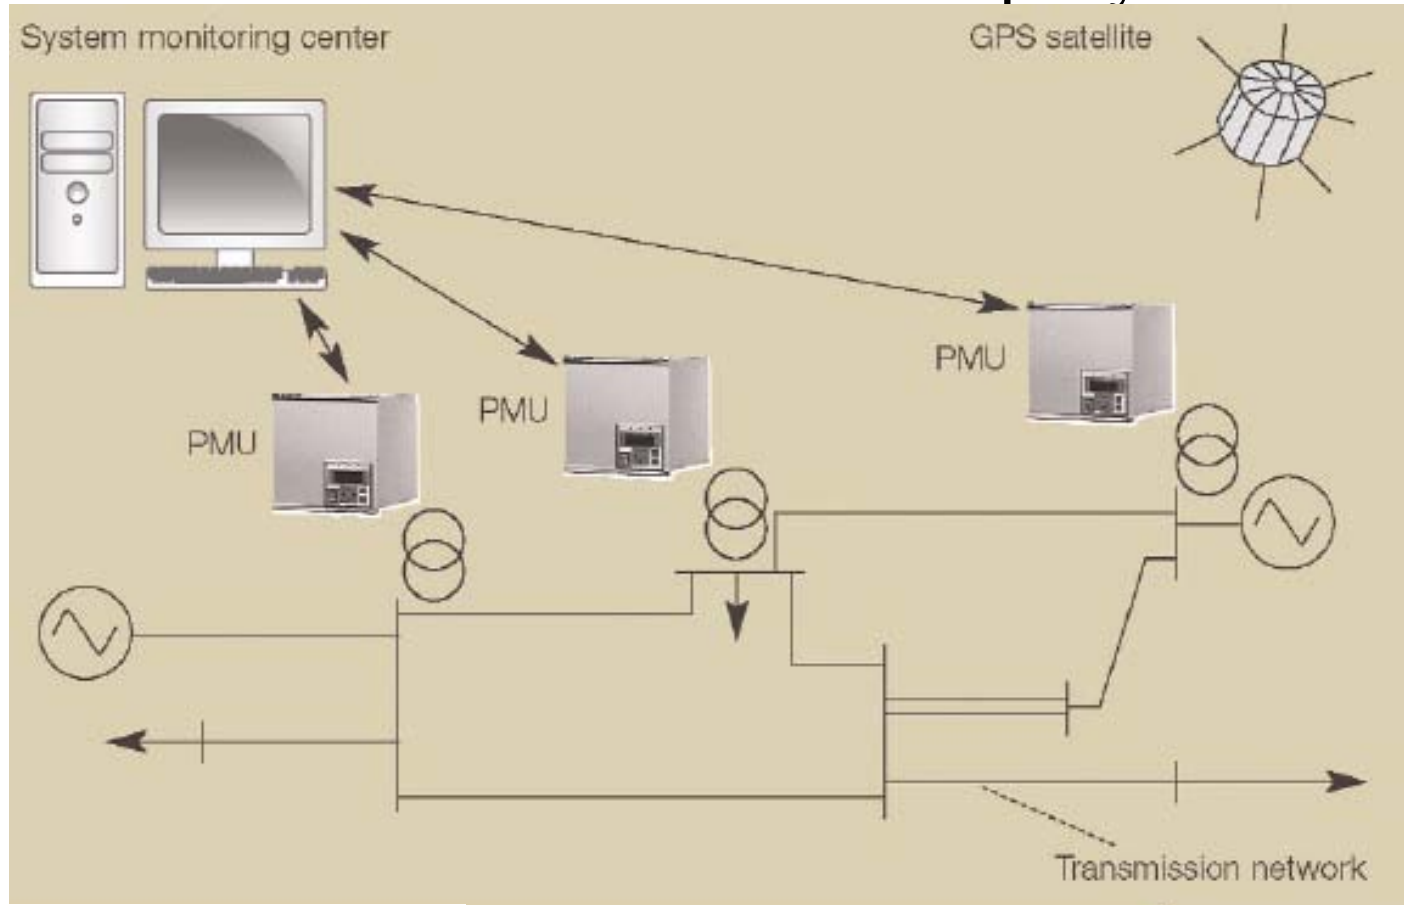 System monitoring center
GPS satellite
PMU
PMU
PMU
Transmission network